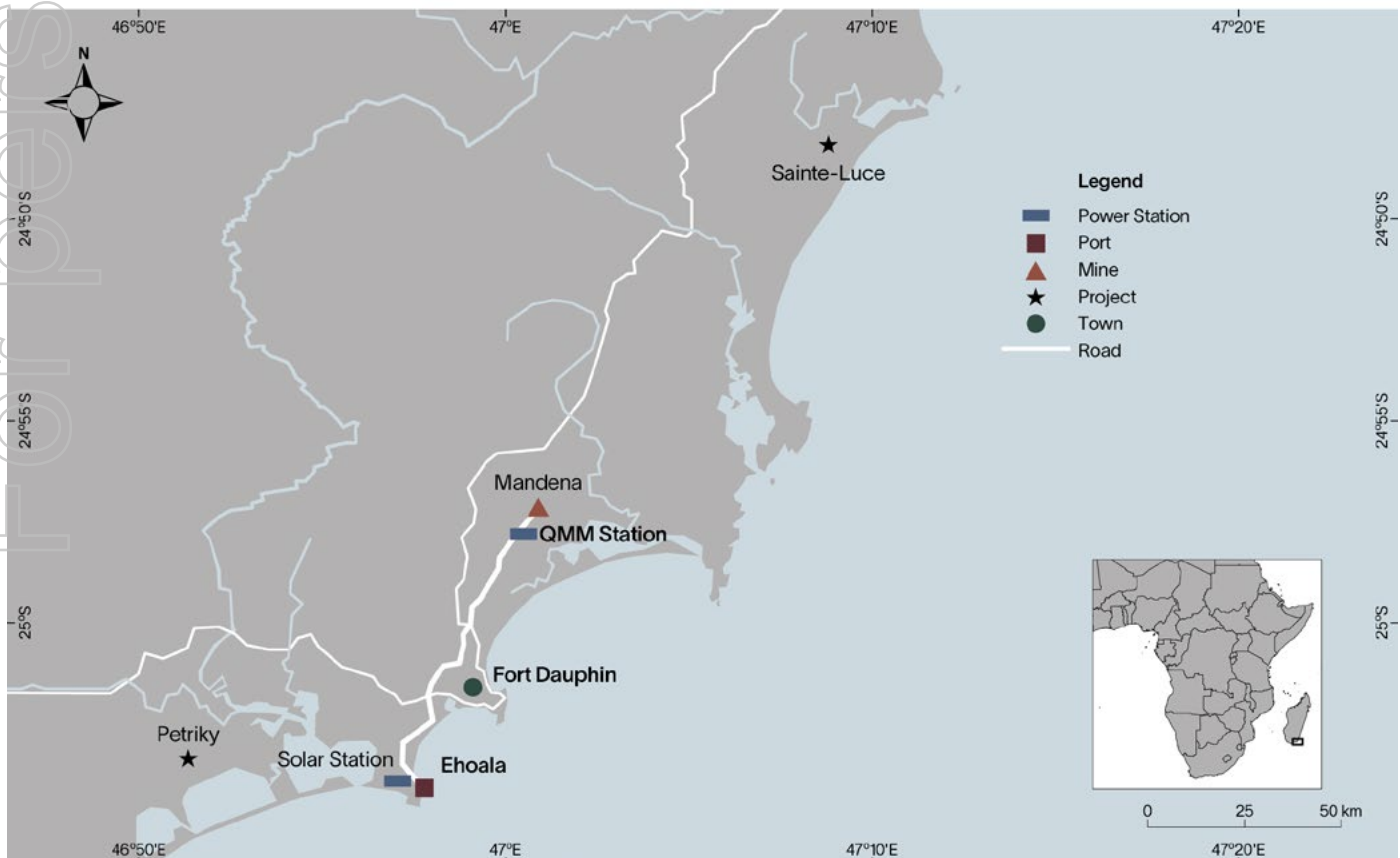 46°50'E
47°E
47°10'E
47°20'E
N
For pers
Sainte-Luce
Legend
Power Station
Port
Mine
Project
Town
Road
24°50'S
24°50'S
24°55'S
24°55'S
Mandena
QMM Station
25°S
25°S
Fort Dauphin
Petriky
Solar Station
Ehoala
0 25 50 km
46°50'E
47°E
47°10'E
47°20'E